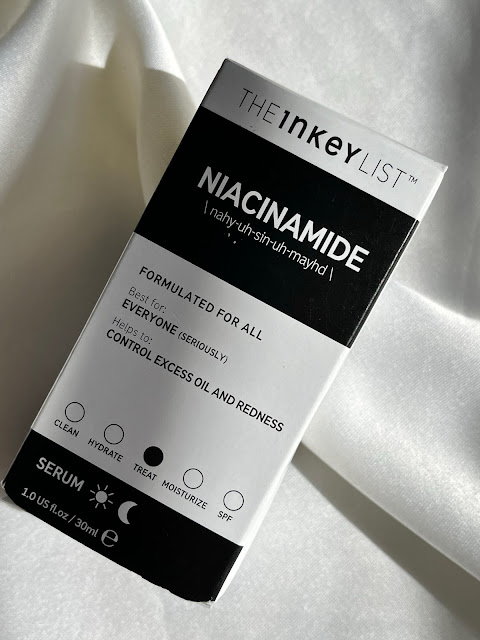 THE INKEY LIST™
NIACINAMIDE
\ nahy-uh-sin-uh-mayhd \
FORMULATED FOR ALL
Best for:
EVERYONE (SERIOUSLY)
Helps to:
CONTROL EXCESS OIL AND REDNESS
CLEAN HYDRATE TREAT MOISTURIZE SPF
SERUM
1.0 US fl.oz / 30ml ℮